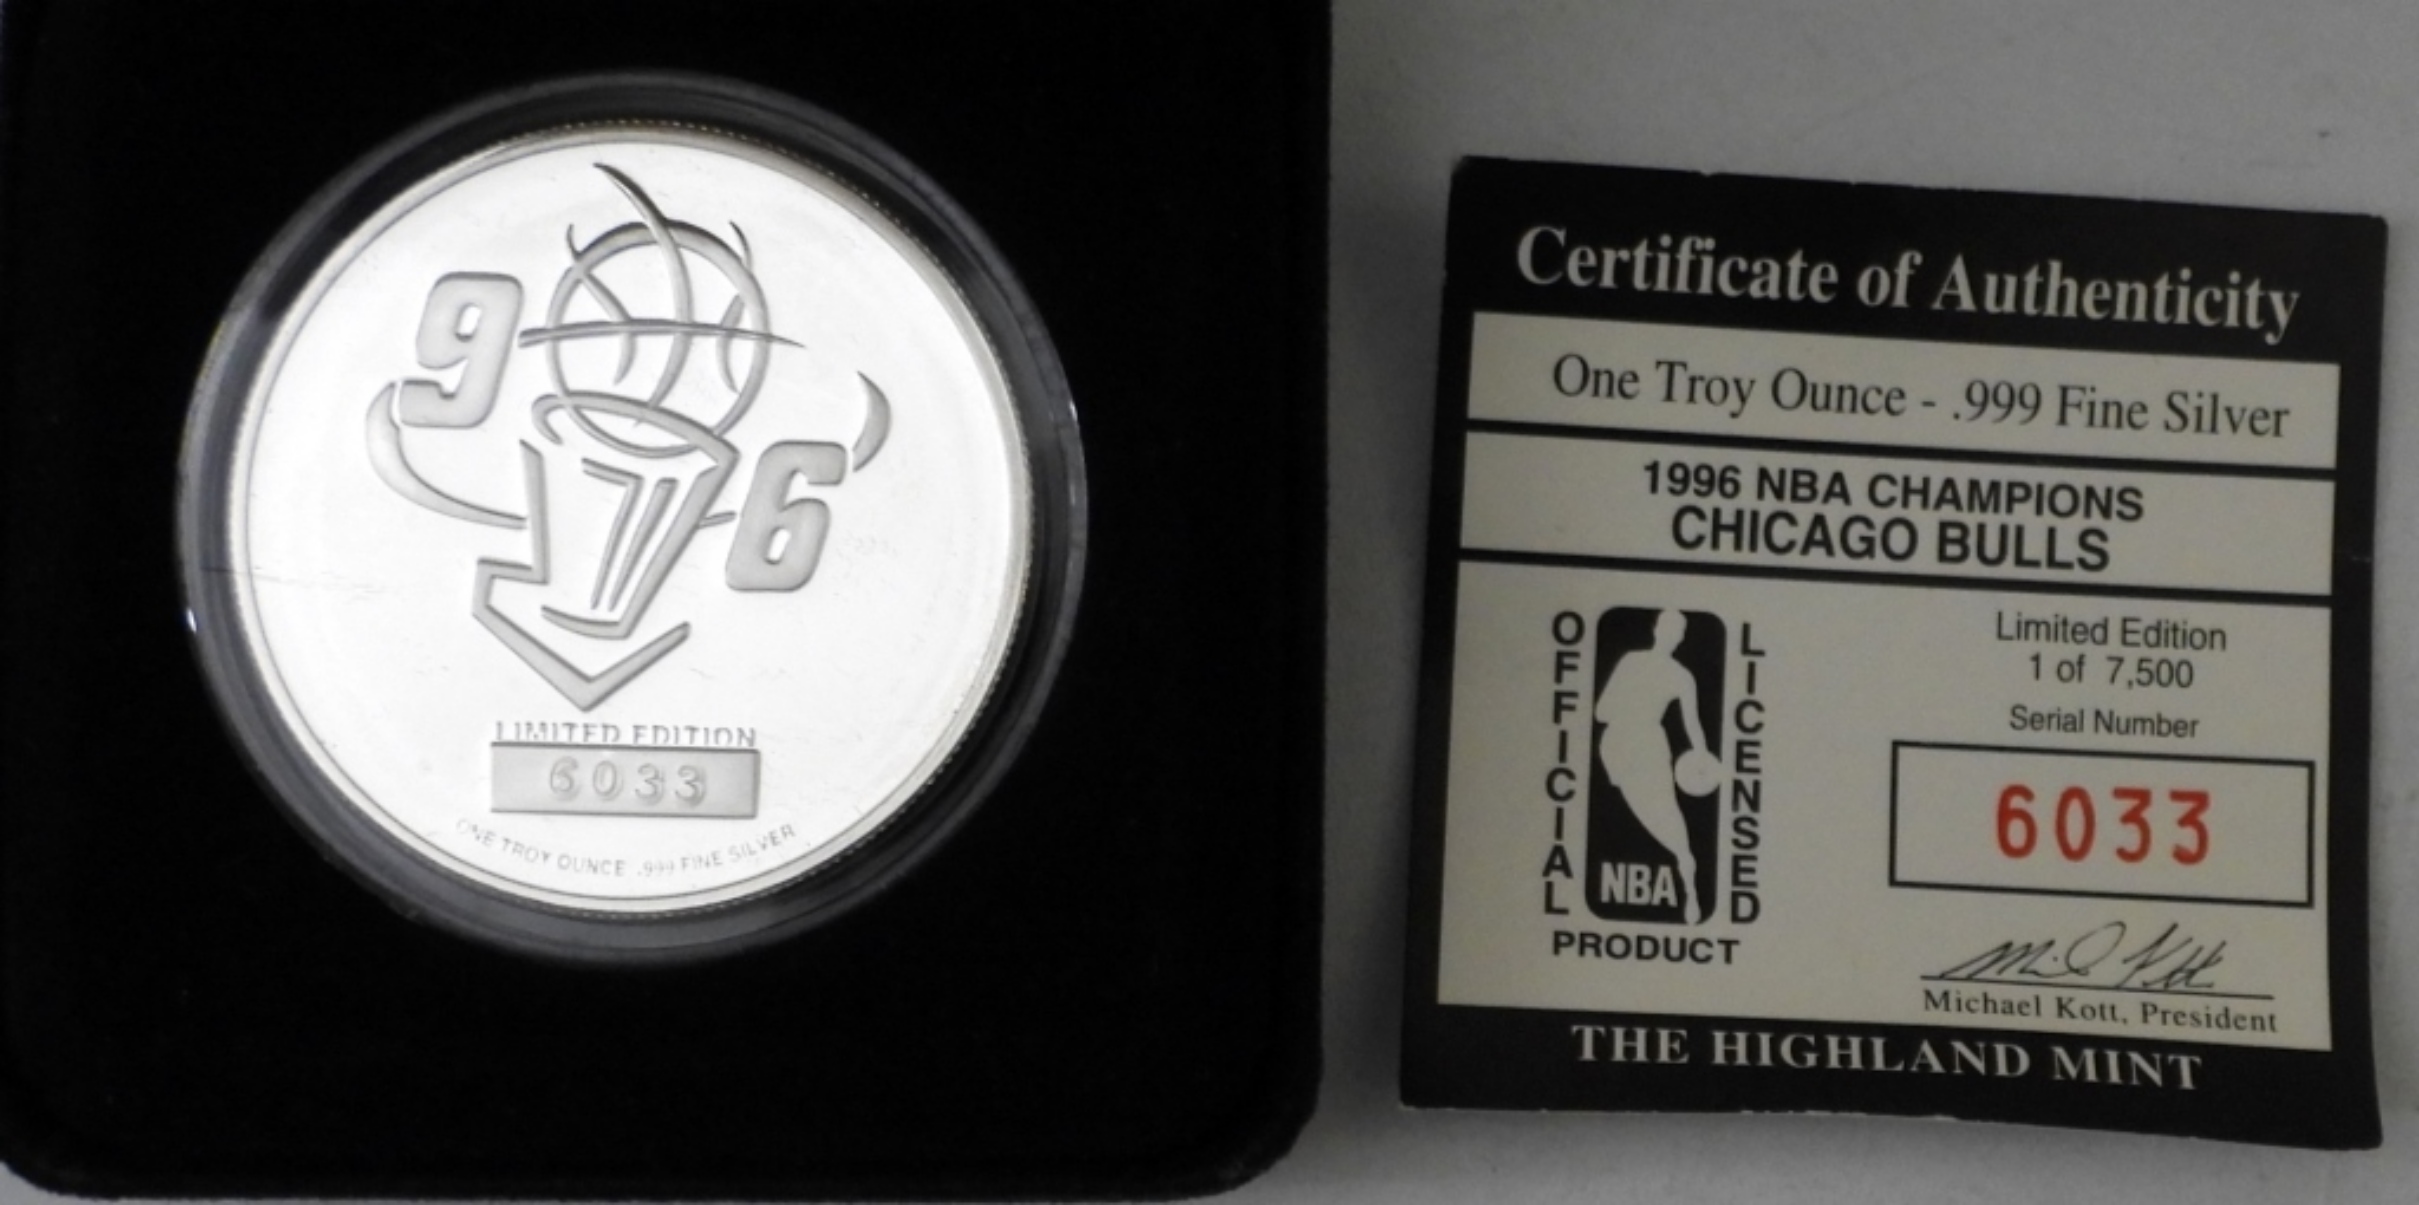 96
LIMITED EDITION
6033
ONE TROY OUNCE .999 FINE SILVER
Certificate of Authenticity
One Troy Ounce - .999 Fine Silver
1996 NBA CHAMPIONS
CHICAGO BULLS
OFFICIAL
NBA
LICENSED
PRODUCT
Limited Edition
1 of 7,500
Serial Number
6033
Michael Kott, President
THE HIGHLAND MINT